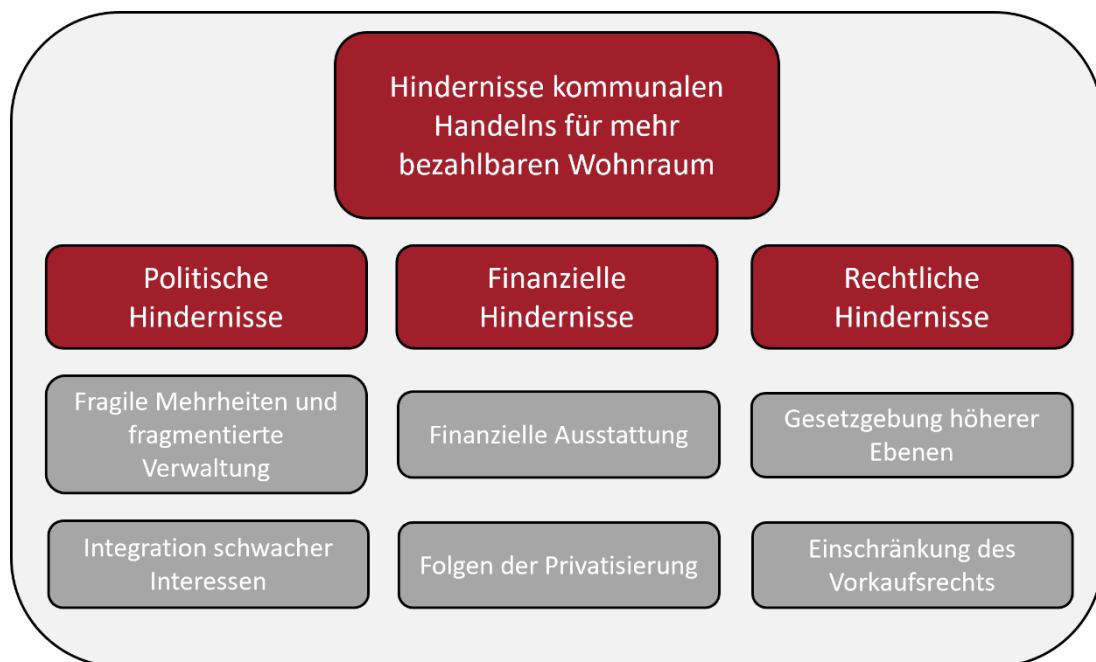 Hindernisse kommunalen
Handelns für mehr
bezahlbaren Wohnraum
Politische
Hindernisse
Finanzielle
Hindernisse
Rechtliche
Hindernisse
Fragile Mehrheiten und
fragmentierte
Verwaltung
Finanzielle Ausstattung
Gesetzgebung höherer
Ebenen
Integration schwacher
Interessen
Folgen der Privatisierung
Einschränkung des
Vorkaufsrechts